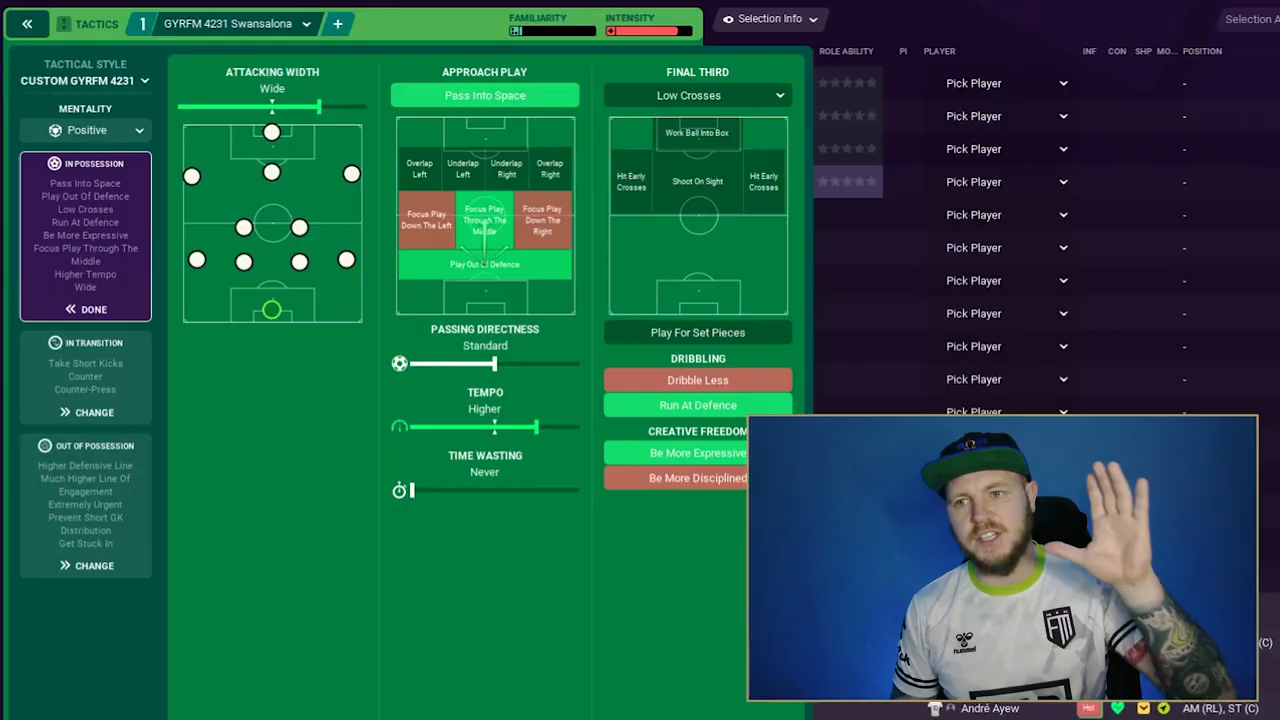 TACTICS
1
GYRFM 4231 Swansalona
FAMILIARITY
INTENSITY
Selection Info
TACTICAL STYLE
CUSTOM GYRFM 4231
MENTALITY
Positive
IN POSSESSION
Pass Into Space
Play Out Of Defence
Low Crosses
Run At Defence
Be More Expressive
Focus Play Through The
Middle
Higher Tempo
Wide
DONE
IN TRANSITION
Take Short Kicks
Counter
Counter-Press
CHANGE
OUT OF POSSESSION
Higher Defensive Line
Much Higher Line Of
Engagement
Extremely Urgent
Prevent Short GK
Distribution
Get Stuck In
CHANGE
ATTACKING WIDTH
Wide
APPROACH PLAY
Pass Into Space
Overlap
Left
Underlap
Left
Underlap
Right
Overlap
Right
Focus Play
Down The Left
Focus Play
Through The
Middle
Focus Play
Down The
Right
Play Out Of Defence
PASSING DIRECTNESS
Standard
TEMPO
Higher
TIME WASTING
Never
FINAL THIRD
Low Crosses
Work Ball Into Box
Hit Early
Crosses
Shoot On Sight
Hit Early
Crosses
Play For Set Pieces
DRIBBLING
Dribble Less
Run At Defence
CREATIVE FREEDOM
Be More Expressive
Be More Disciplined
Selection A
ROLE ABILITY PI PLAYER INF CON SHP MO... POSITION
Pick Player -
Pick Player -
Pick Player -
Pick Player -
Pick Player -
Pick Player -
Pick Player -
Pick Player -
Pick Player -
Pick Player -
Pick Player -
FM
hummel
(C)
André Ayew
Hot
AM (RL), ST (C)